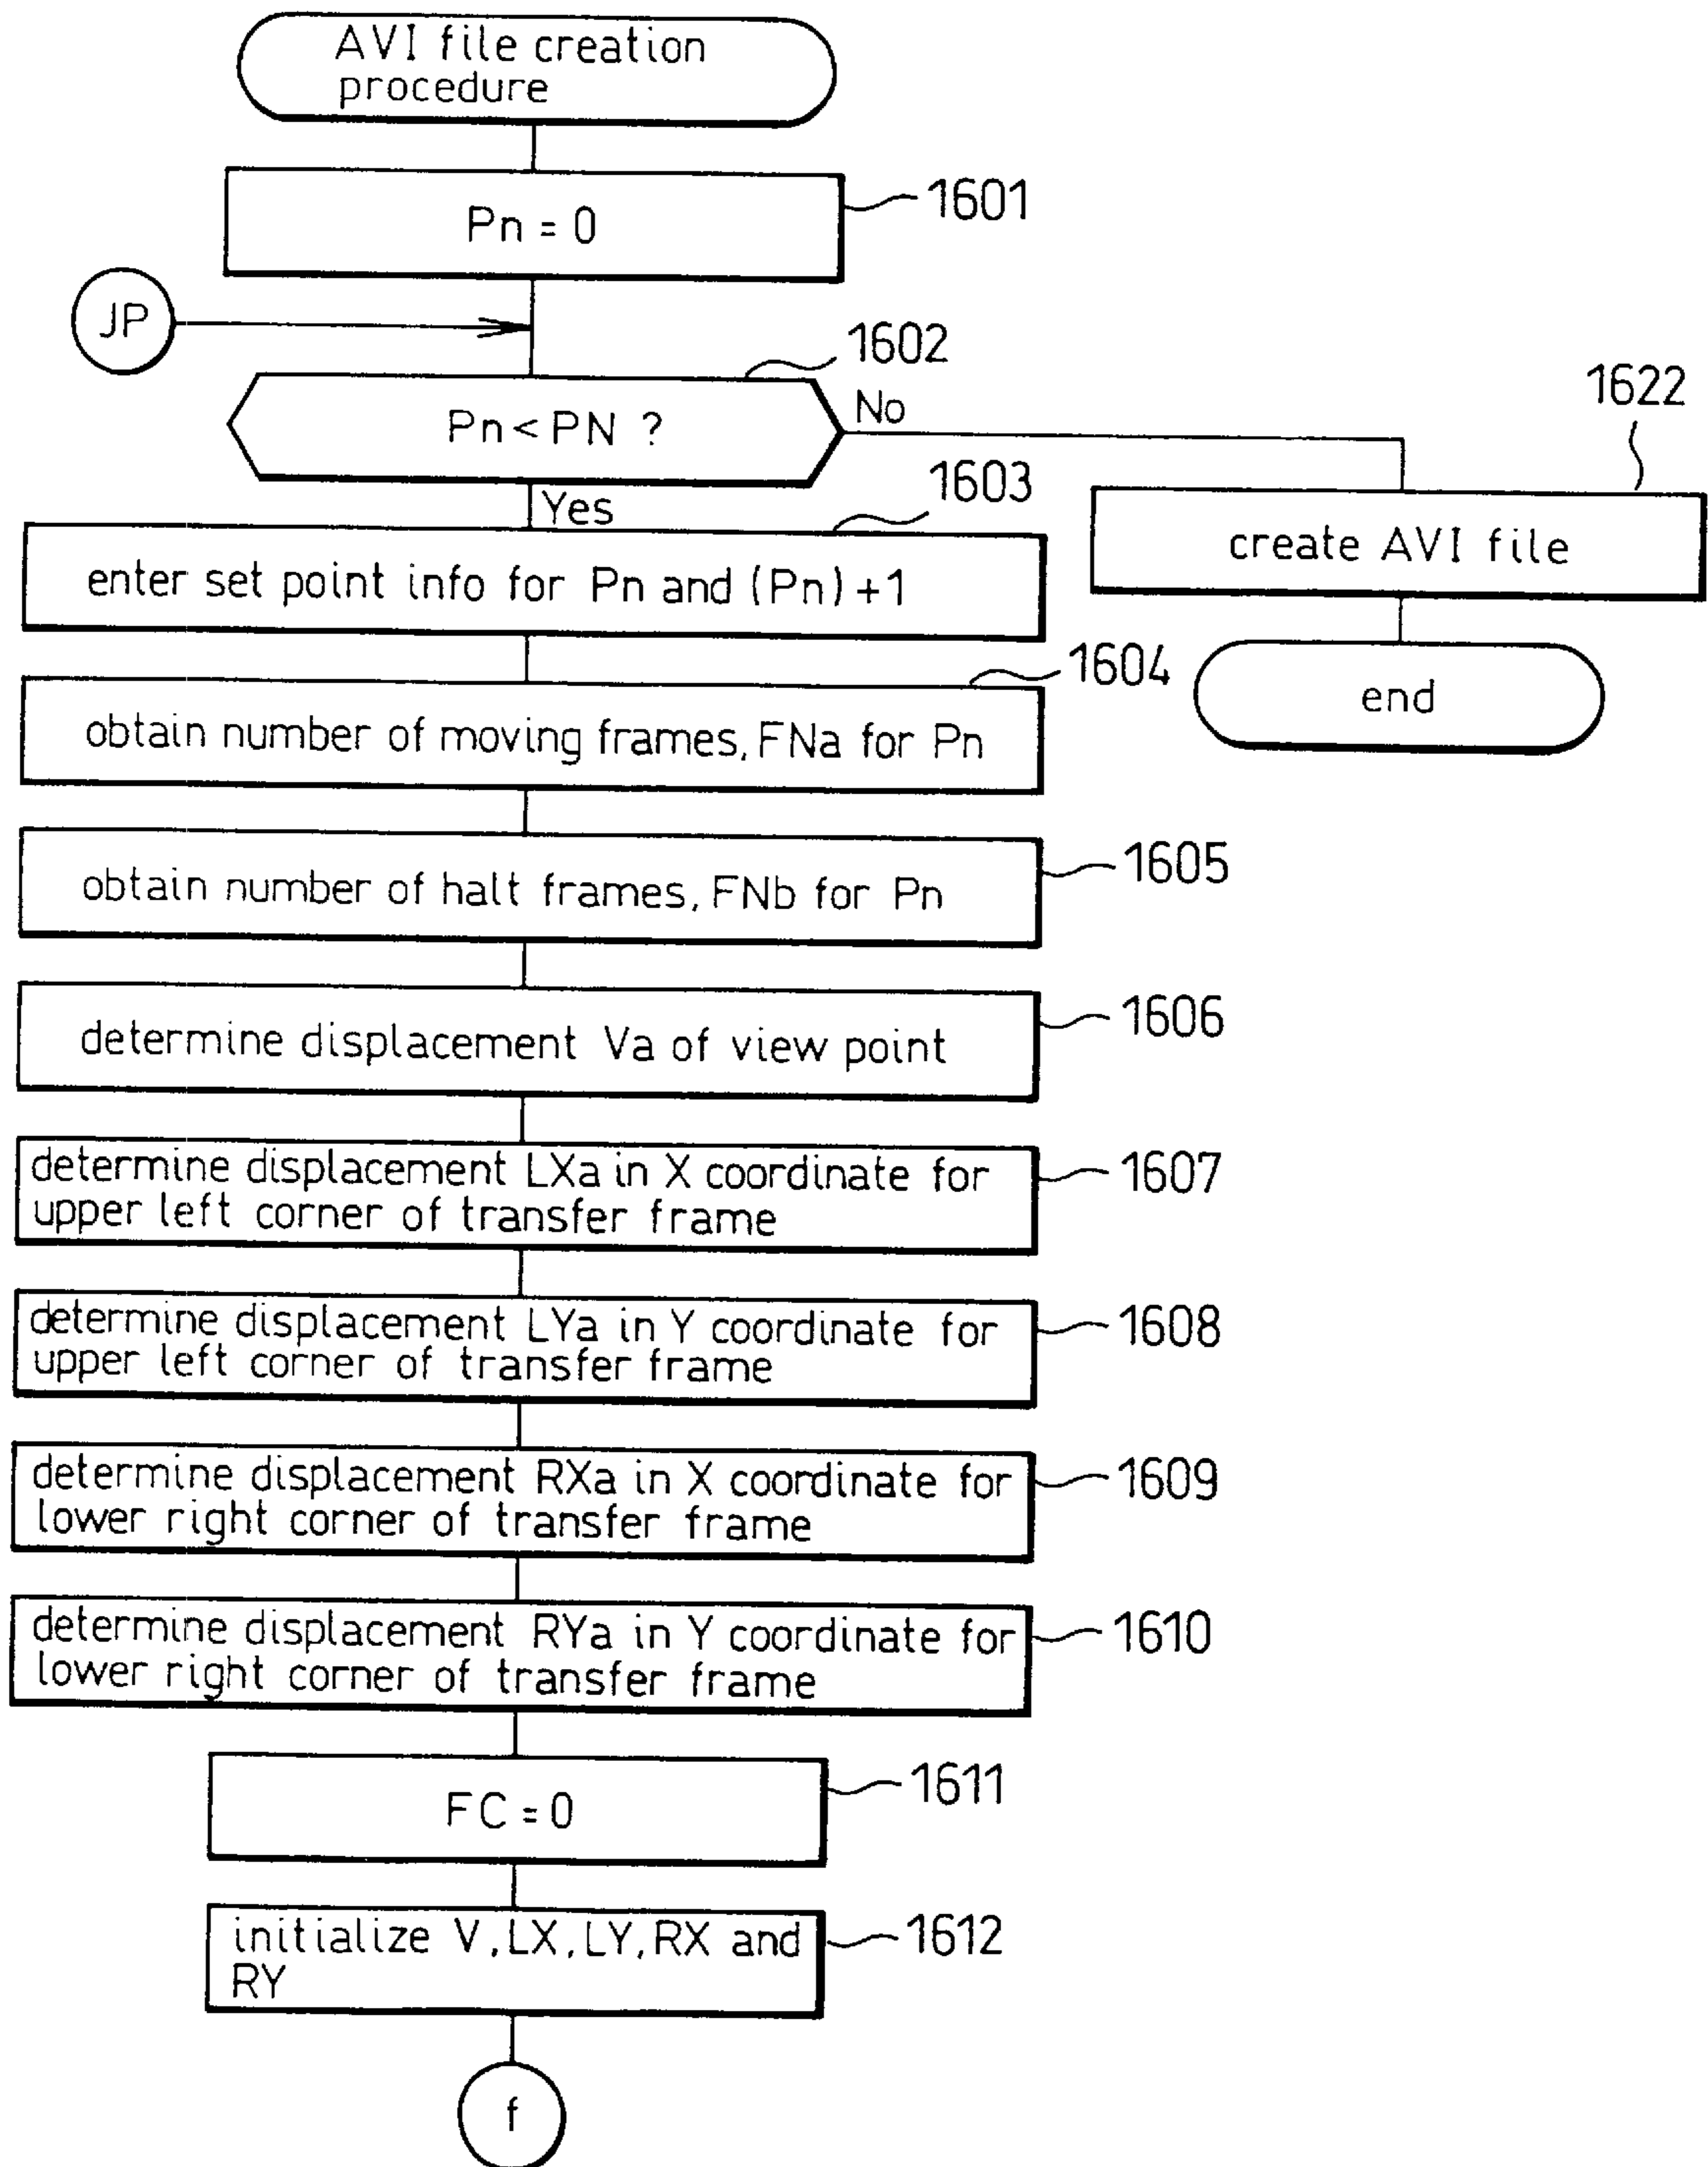 AVI file creation
procedure
Pn = 0
1601
JP
1602
Pn < PN ?
No
1622
Yes
1603
create AVI file
enter set point info for Pn and (Pn) +1
1604
end
obtain number of moving frames, FNa for Pn
1605
obtain number of halt frames, FNb for Pn
1606
determine displacement Va of view point
determine displacement LXa in X coordinate for
upper left corner of transfer frame
1607
determine displacement LYa in Y coordinate for
upper left corner of transfer frame
1608
determine displacement RXa in X coordinate for
lower right corner of transfer frame
1609
determine displacement RYa in Y coordinate for
lower right corner of transfer frame
1610
FC = 0
1611
initialize V, LX, LY, RX and
RY
1612
f